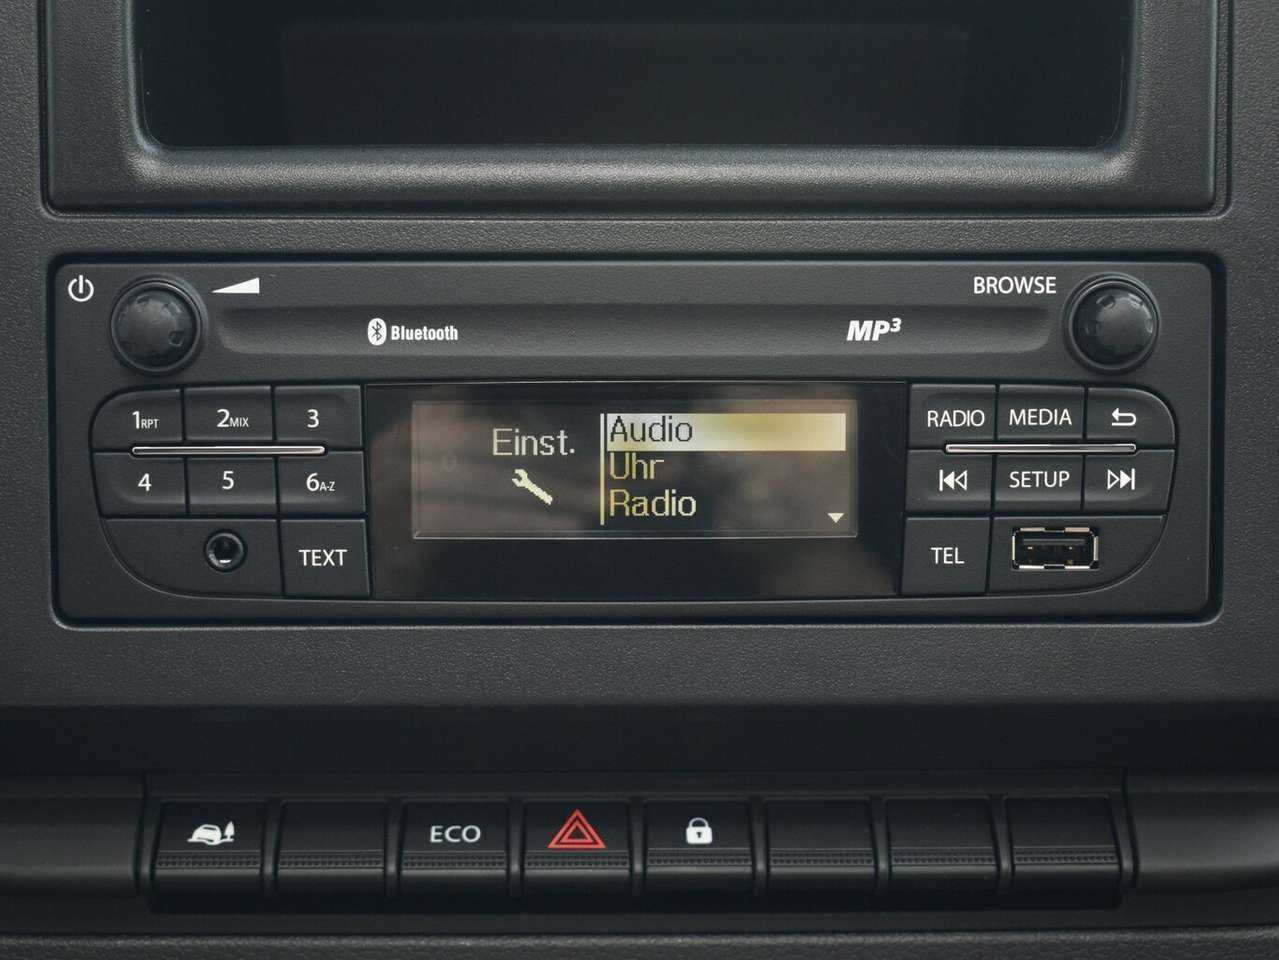 BROWSE
Bluetooth
MP3
1RPT
2MIX
3
4
5
6A-Z
TEXT
Einst.
Audio
Uhr
Radio
RADIO
MEDIA
SETUP
TEL
ECO